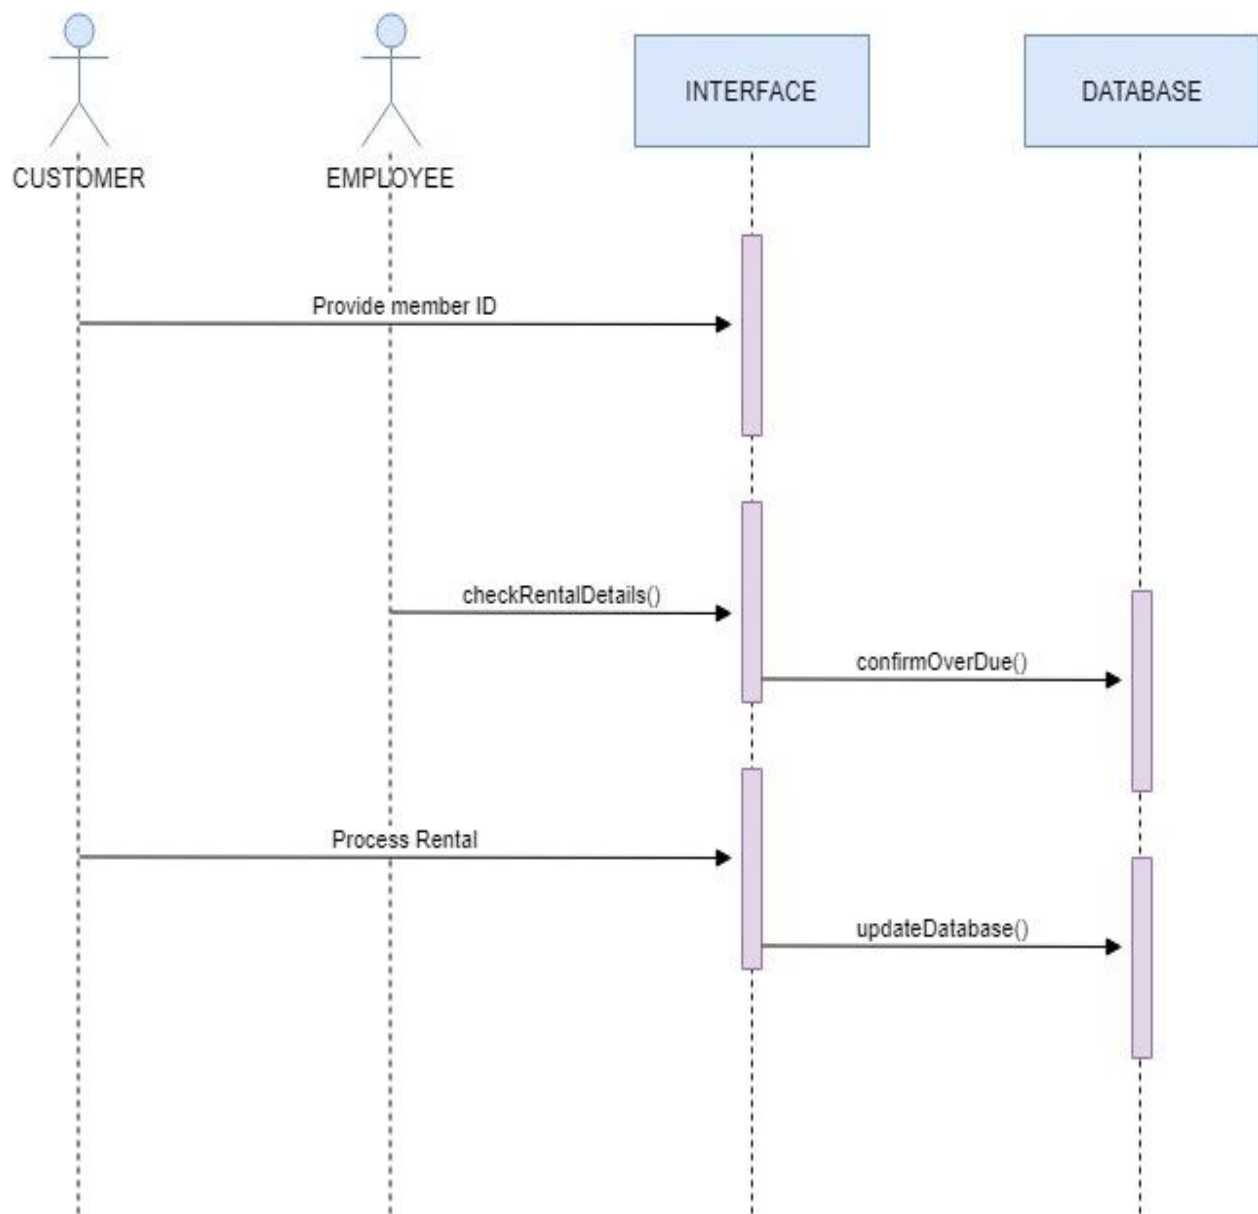 INTERFACE
DATABASE
CUSTOMER
EMPLOYEE
Provide member ID
checkRentalDetails()
confirmOverDue()
Process Rental
updateDatabase()